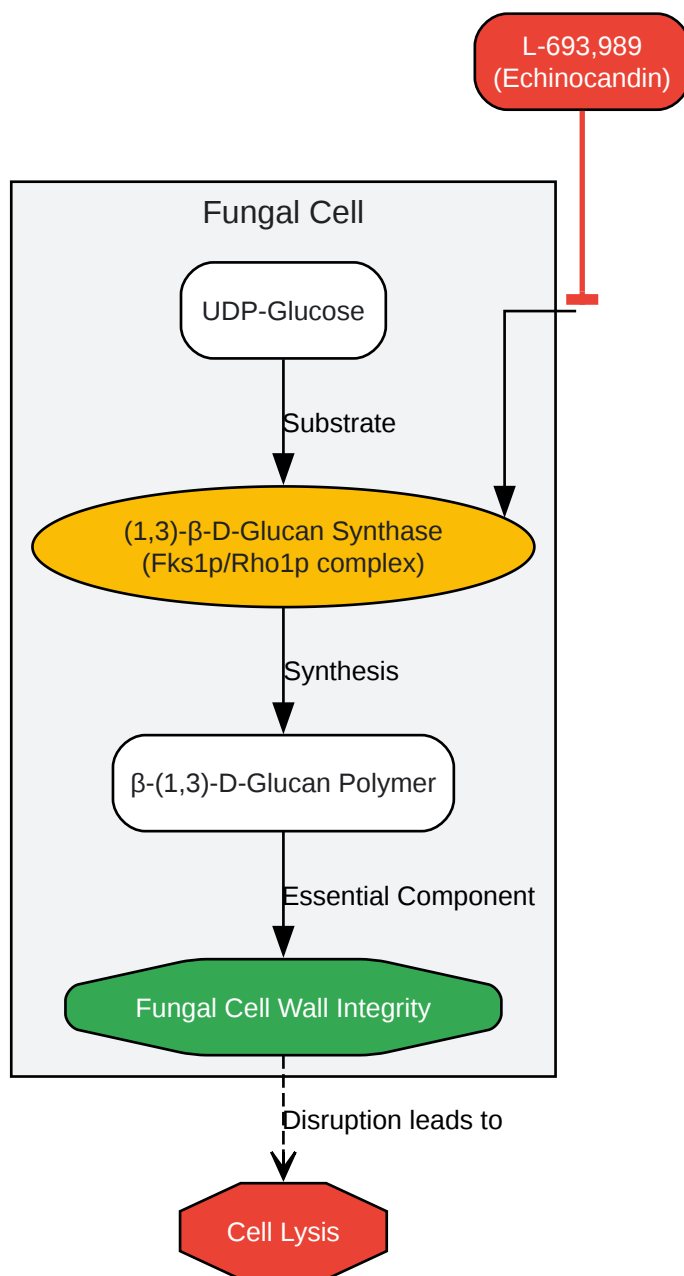 L-693,989
(Echinocandin)
Fungal Cell
UDP-Glucose
Substrate
(1,3)-β-D-Glucan Synthase
(Fks1p/Rho1p complex)
Synthesis
β-(1,3)-D-Glucan Polymer
Essential Component
Fungal Cell Wall Integrity
Disruption leads to
Cell Lysis